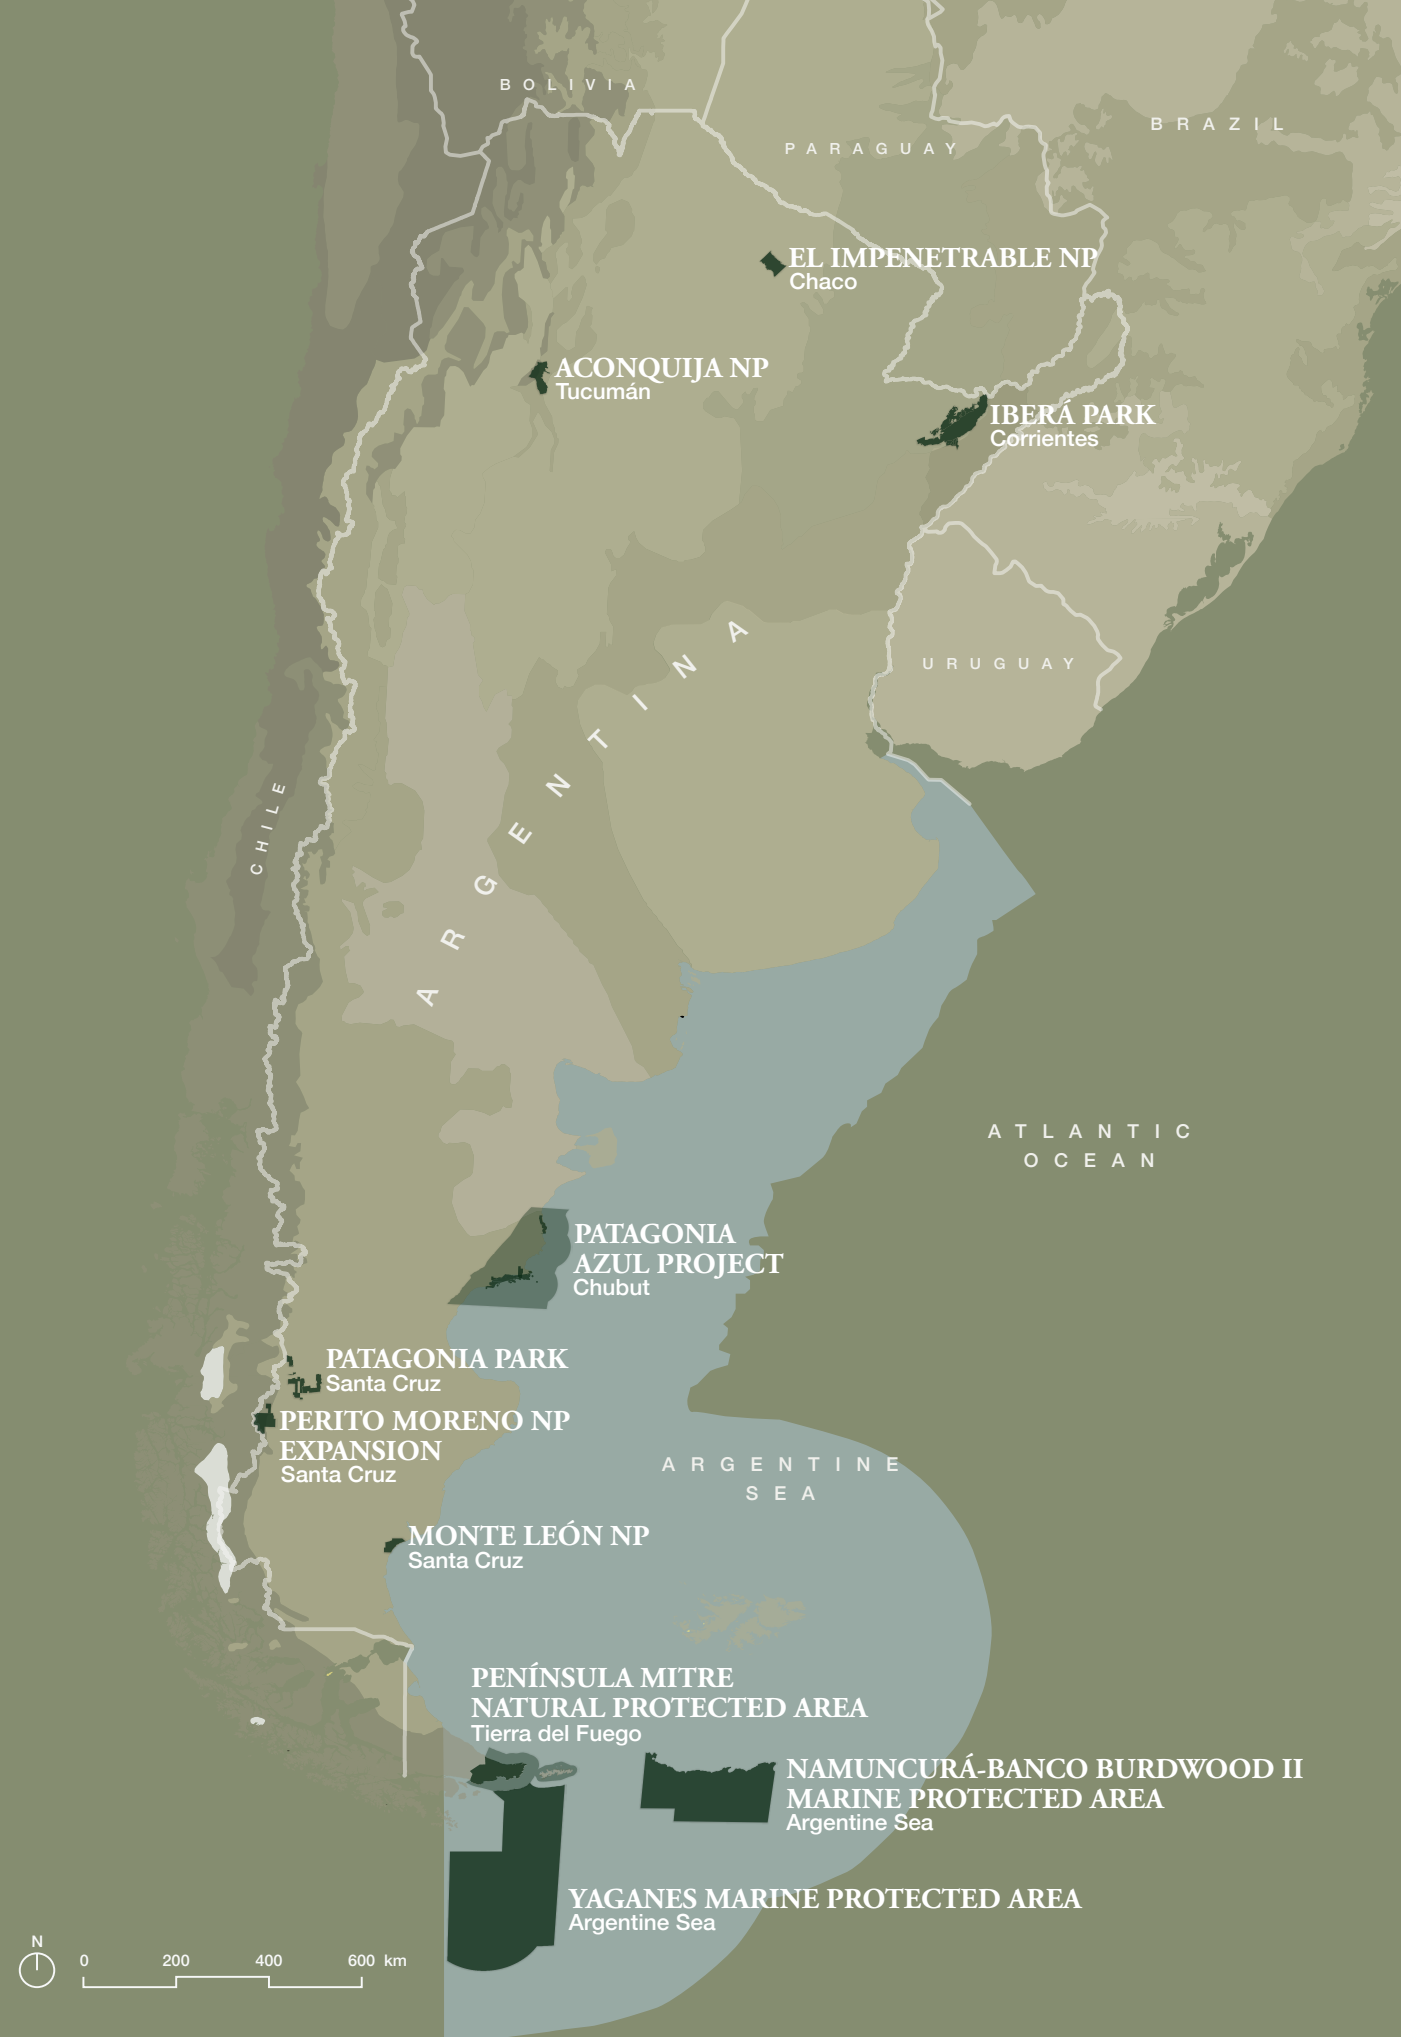 BOLIVIA
BRAZIL
PARAGUAY
EL IMPENETRABLE NP
Chaco
ACONQUIJA NP
Tucumán
IBERÁ PARK
Corrientes
ARGENTINA
URUGUAY
CHILE
ATLANTIC
OCEAN
PATAGONIA
AZUL PROJECT
Chubut
PATAGONIA PARK
Santa Cruz
PERITO MORENO NP
EXPANSION
Santa Cruz
ARGENTINE
SEA
MONTE LEÓN NP
Santa Cruz
PENÍNSULA MITRE
NATURAL PROTECTED AREA
Tierra del Fuego
NAMUNCURÁ-BANCO BURDWOOD II
MARINE PROTECTED AREA
Argentine Sea
YAGANES MARINE PROTECTED AREA
Argentine Sea
N
0 200 400 600 km